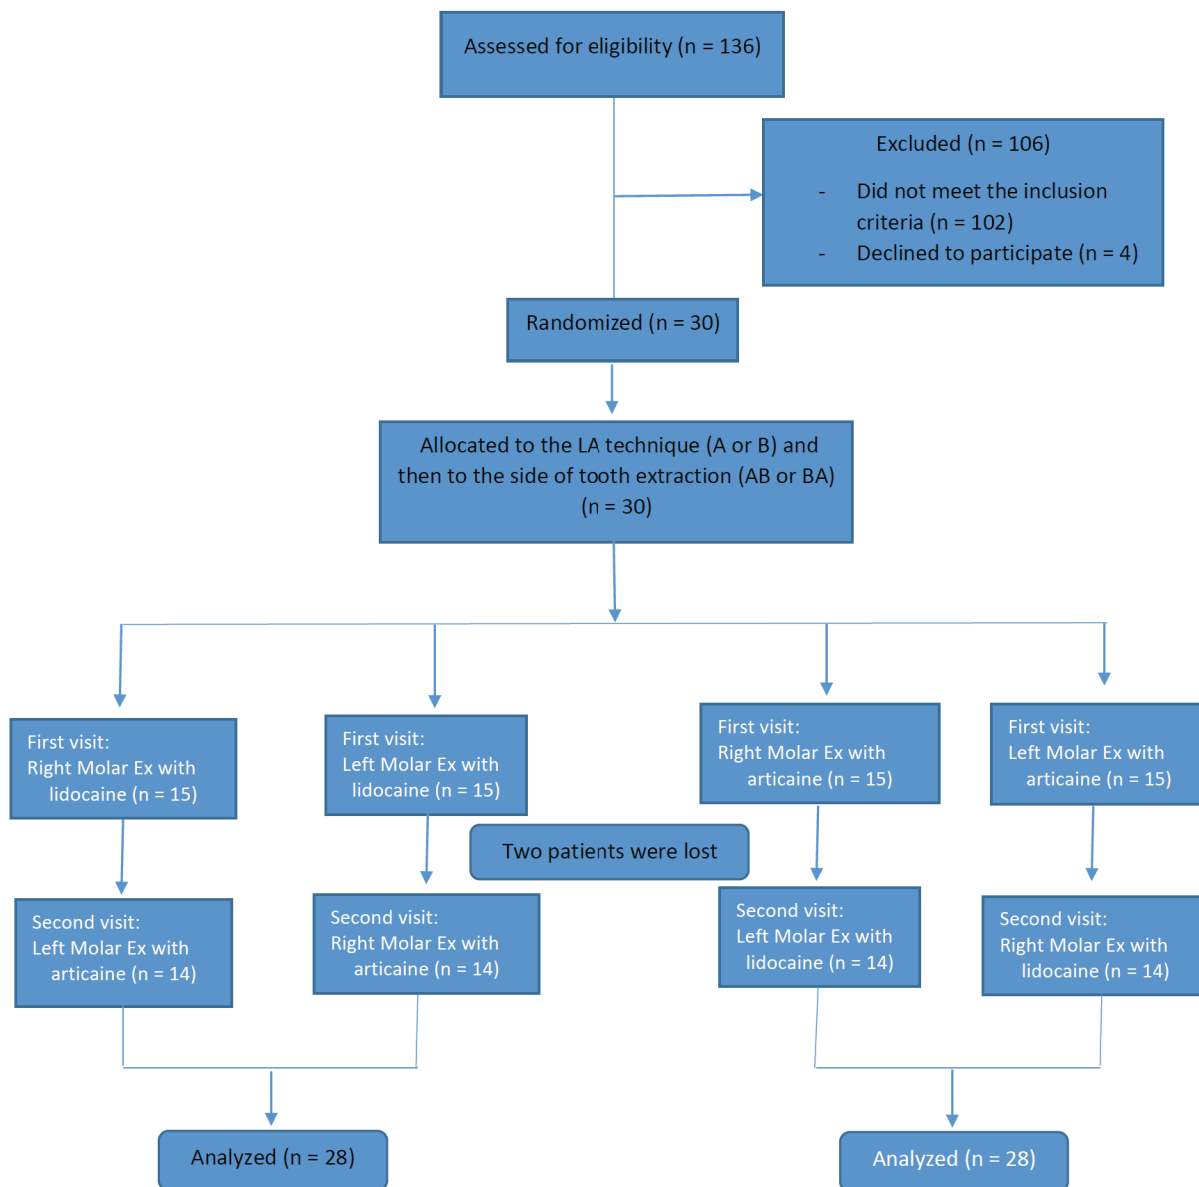 Assessed for eligibility (n = 136)
Excluded (n = 106)
- Did not meet the inclusion
criteria (n = 102)
- Declined to participate (n = 4)
Randomized (n = 30)
Allocated to the LA technique (A or B) and
then to the side of tooth extraction (AB or BA)
(n = 30)
First visit:
Right Molar Ex with
lidocaine (n = 15)
First visit:
Left Molar Ex with
lidocaine (n = 15)
First visit:
Right Molar Ex with
articaine (n = 15)
First visit:
Left Molar Ex with
articaine (n = 15)
Two patients were lost
Second visit:
Left Molar Ex with
articaine (n = 14)
Second visit:
Right Molar Ex with
articaine (n = 14)
Second visit:
Left Molar Ex with
lidocaine (n = 14)
Second visit:
Right Molar Ex with
lidocaine (n = 14)
Analyzed (n = 28)
Analyzed (n = 28)